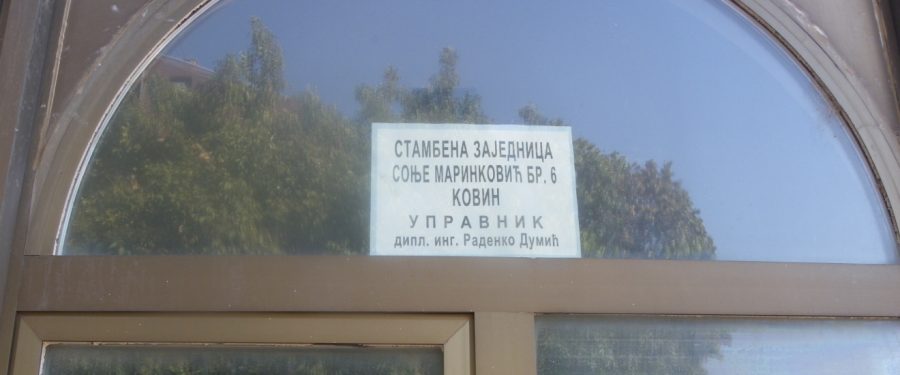 СТАМБЕНА ЗАЈЕДНИЦА
СОЊЕ МАРИНКОВИЋ БР. 6
КОВИН
УПРАВНИК
дипл. инг. Раденко Думић